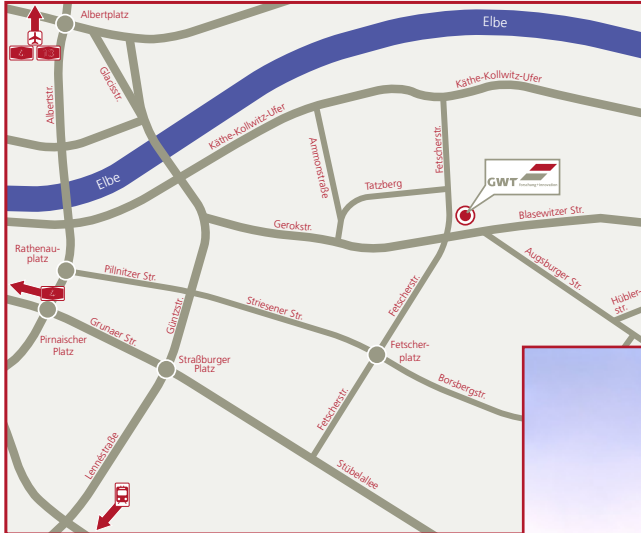 Albertplatz
Elbe
4
13
Glacisstr.
Albertstr.
Käthe-Kollwitz-Ufer
Käthe-Kollwitz-Ufer
Fetscherstr.
Ammonstraße
Tatzberg
GWT
Forschung+Innovation
Elbe
Blasewitzer Str.
Gerokstr.
Rathenau-
platz
Augsburger Str.
Pillnitzer Str.
Fetscherstr.
4
Hübler-
str.
Striesener Str.
Güntzstr.
Grunaer Str.
Pirnaischer
Platz
Straßburger
Platz
Fetscher-
platz
Borsbergstr.
Fetscherstr.
Lennéstraße
Stübelallee